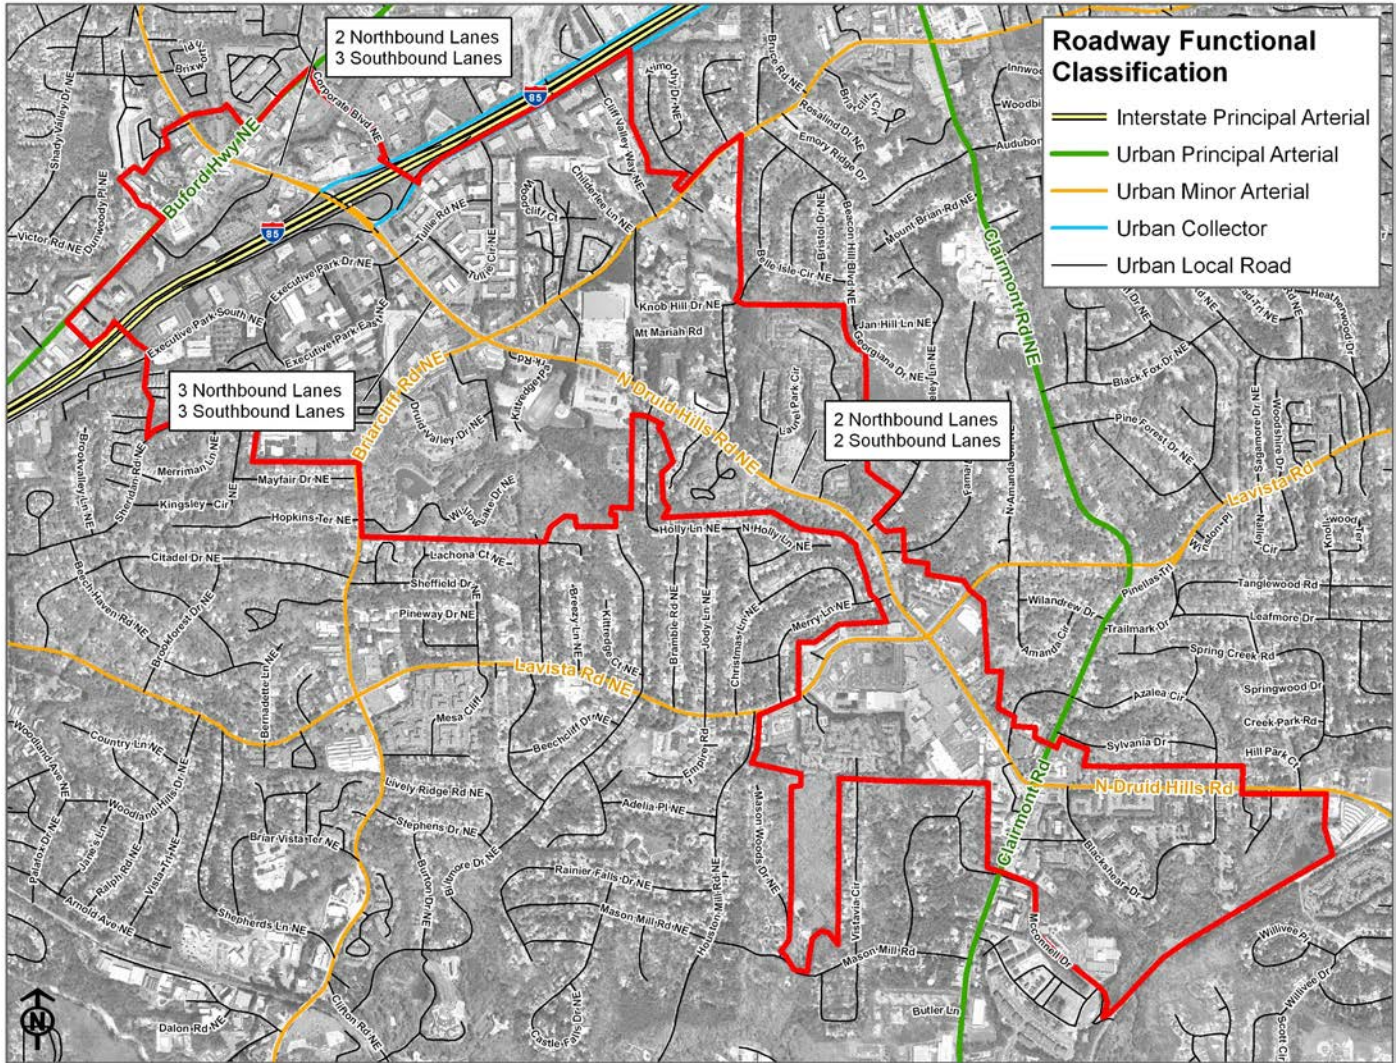 Roadway Functional
Classification
Interstate Principal Arterial
Urban Principal Arterial
Urban Minor Arterial
Urban Collector
Urban Local Road
2 Northbound Lanes
3 Southbound Lanes
3 Northbound Lanes
3 Southbound Lanes
2 Northbound Lanes
2 Southbound Lanes
Shady Valley Dr NE
Corporate Blvd NE
Buford Hwy NE
85
85
Dunwoody Pl NE
Victor Rd NE
Cliff Valley Way NE
Bruce Rd NE
Rosalind Dr NE
Emory Ridge Dr
Audubon
Childerlee Ln NE
Tullie Rd NE
Tullie Cir NE
Executive Park Dr NE
Executive Park South NE
Executive Park East NE
Bristol Dr NE
Beacon Hill Blvd NE
Mount Brian Rd NE
Belle Isle Cir NE
Clairmont Rd NE
Knob Hill Dr NE
Mt Mariah Rd
Jan Hill Ln NE
Georgiana Dr NE
Heatherwood Dr
Black Fox Dr NE
Briarcliff Rd NE
N Druid Hills Rd NE
Druid Valley Dr NE
Laurel Park Cir
Pine Forest Dr NE
Sagamore Dr NE
Woodshire Dr
Lavista Rd
Brookvalley Ln NE
Merriman Ln NE
Sheridan Rd NE
Kingsley Cir NE
Mayfair Dr NE
Hopkins Ter NE
Willow Lake Dr NE
N Amanda
Winston Pl
Nalley Cir
Holly Ln NE
N Holly Ln NE
Citadel Dr NE
Lachona Ct NE
Sheffield Dr NE
Pineway Dr NE
Beech Haven Rd NE
Brookforest Dr NE
Breezy Ln NE
Kittredge Ct NE
Bramble Rd NE
Jody Ln NE
Christmas Ln NE
Merry Ln NE
Wilandrew Dr
Amanda Cir
Pinellas Trl
Trailmark Dr
Tanglewood Rd
Leafmore Dr
Spring Creek Rd
Springwood Dr
Azalea Cir
Creek Park Rd
Sylvania Dr
Hill Park Ct
Lavista Rd NE
Bernadette Ln NE
Mesa Cliff
Beechcliff Dr NE
Empire Rd
Woodland Ave NE
Country Ln NE
Woodland Hills Dr NE
Lively Ridge Rd NE
Stephens Dr NE
Adelia Pl NE
Mason Woods Dr NE
Clairmont Rd
N Druid Hills Rd
Palafox Dr NE
Janes Ln
Ralph Rd NE
Vista Trl NE
Briar Vista Ter NE
Burton Dr NE
Biltmore Dr NE
Rainier Falls Dr NE
Mason Mill Rd NE
Houston Mill Rd NE
Blackshear Dr
Arnold Ave NE
Shepherds Ln NE
Vistavia Cir
Mason Mill Rd
Mcconnell Dr
Willivee Pl
Willivee Dr
Dalon Rd NE
Clifton Rd NE
Castle Falls Dr NE
Butler Ln
Scott Cir
N